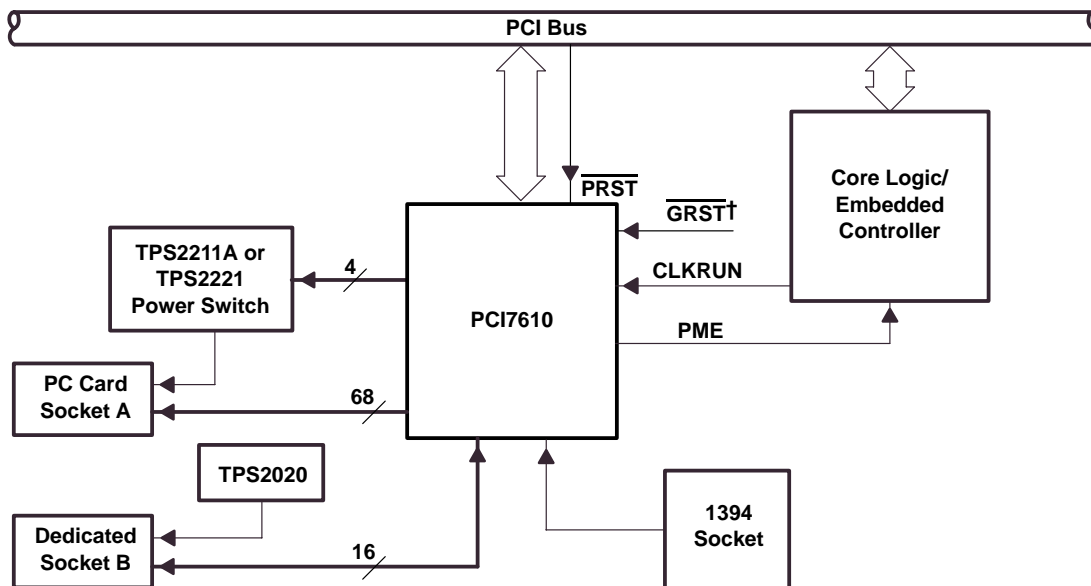 PCI Bus
PRST
GRST†
Core Logic/
Embedded
Controller
TPS2211A or
TPS2221
Power Switch
4
CLKRUN
PCI7610
PME
PC Card
Socket A
68
TPS2020
1394
Socket
Dedicated
Socket B
16